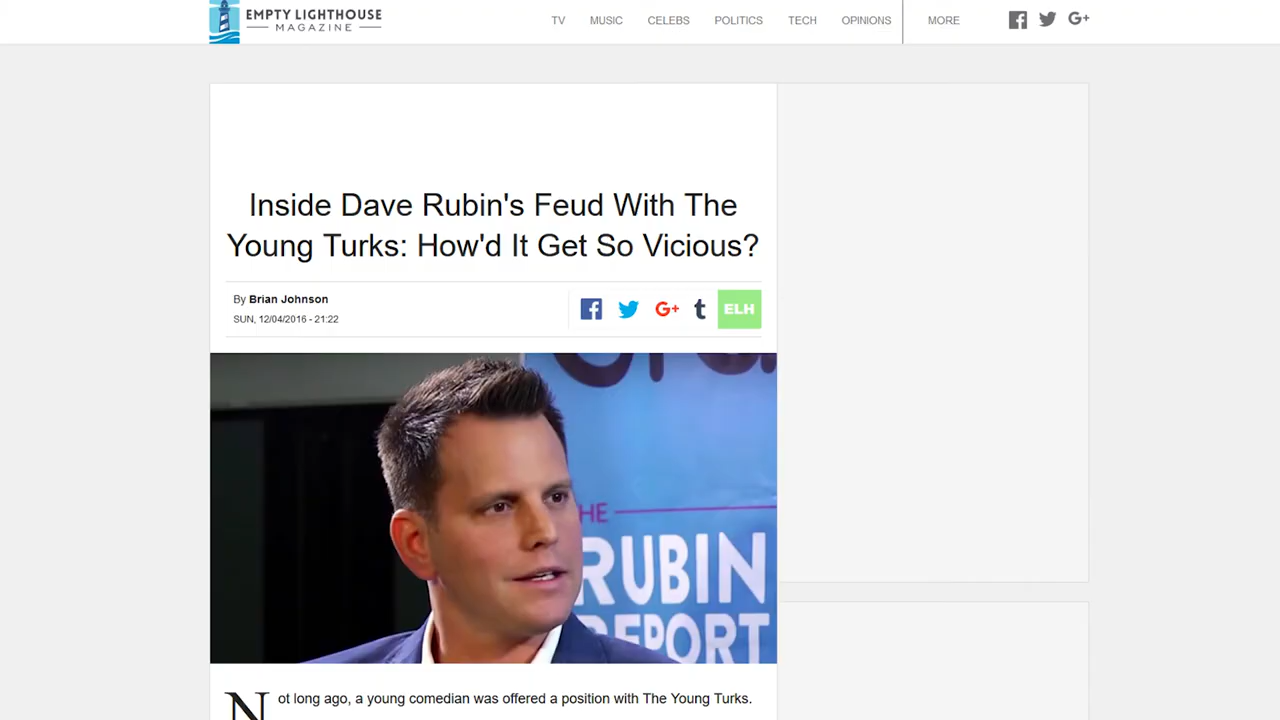 EMPTY LIGHTHOUSE
MAGAZINE
TV MUSIC CELEBS POLITICS TECH OPINIONS MORE
Inside Dave Rubin's Feud With The
Young Turks: How'd It Get So Vicious?
By Brian Johnson
SUN, 12/04/2016 - 21:22
ELH
THE
RUBIN
REPORT
Not long ago, a young comedian was offered a position with The Young Turks.